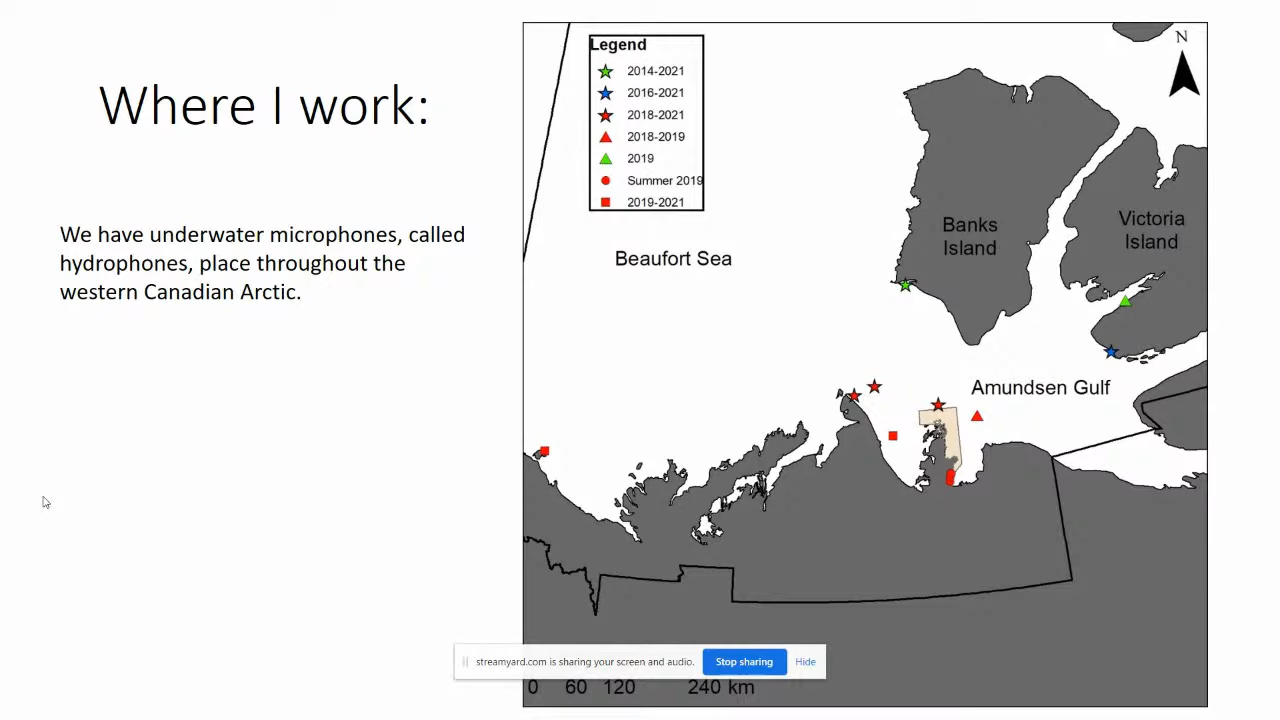 Where I work:
We have underwater microphones, called
hydrophones, place throughout the
western Canadian Arctic.
Legend
2014-2021
2016-2021
2018-2021
2018-2019
2019
Summer 2019
2019-2021
N
Banks
Island
Victoria
Island
Beaufort Sea
Amundsen Gulf
streamyard.com is sharing your screen and audio.
Stop sharing
Hide
0 60 120 240 km